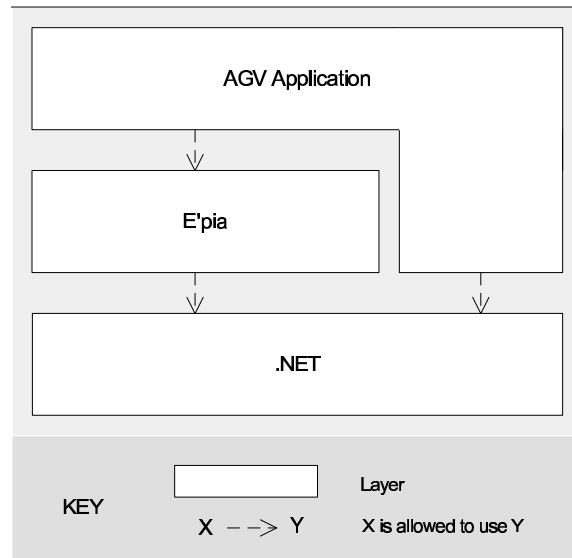 AGV Application
E'pia
.NET
Layer
KEY
X - - -> Y X is allowed to use Y